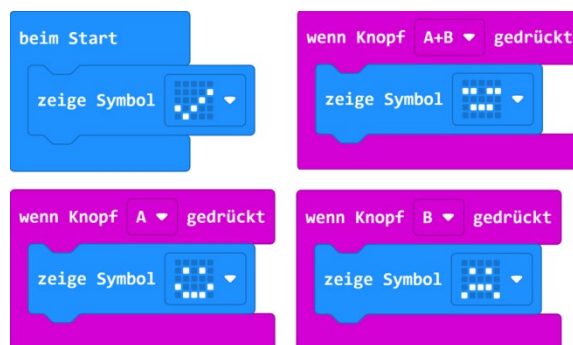 beim Start
zeige Symbol
wenn Knopf A+B gedrückt
zeige Symbol
wenn Knopf A gedrückt
zeige Symbol
wenn Knopf B gedrückt
zeige Symbol